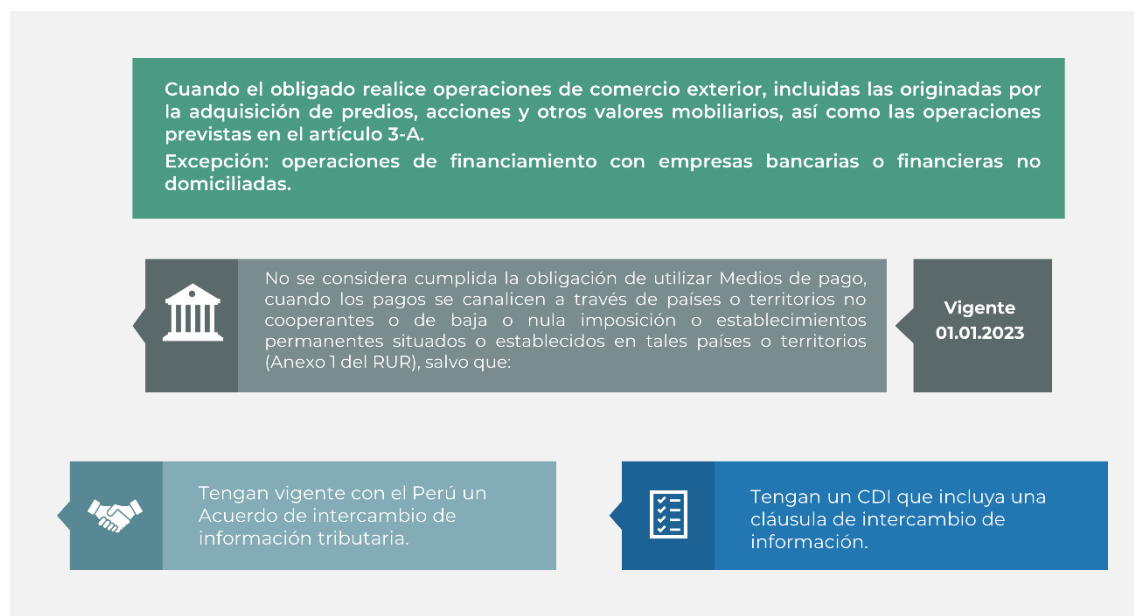 Cuando el obligado realice operaciones de comercio exterior, incluidas las originadas por
la adquisición de predios, acciones y otros valores mobiliarios, así como las operaciones
previstas en el artículo 3-A.
Excepción: operaciones de financiamiento con empresas bancarias o financieras no
domiciliadas.
No se considera cumplida la obligación de utilizar Medios de pago,
cuando los pagos se canalicen a través de países o territorios no
cooperantes o de baja o nula imposición o establecimientos
permanentes situados o establecidos en tales países o territorios
(Anexo 1 del RUR), salvo que:
Vigente
01.01.2023
Tengan vigente con el Perú un
Acuerdo de intercambio de
información tributaria.
Tengan un CDI que incluya una
cláusula de intercambio de
información.